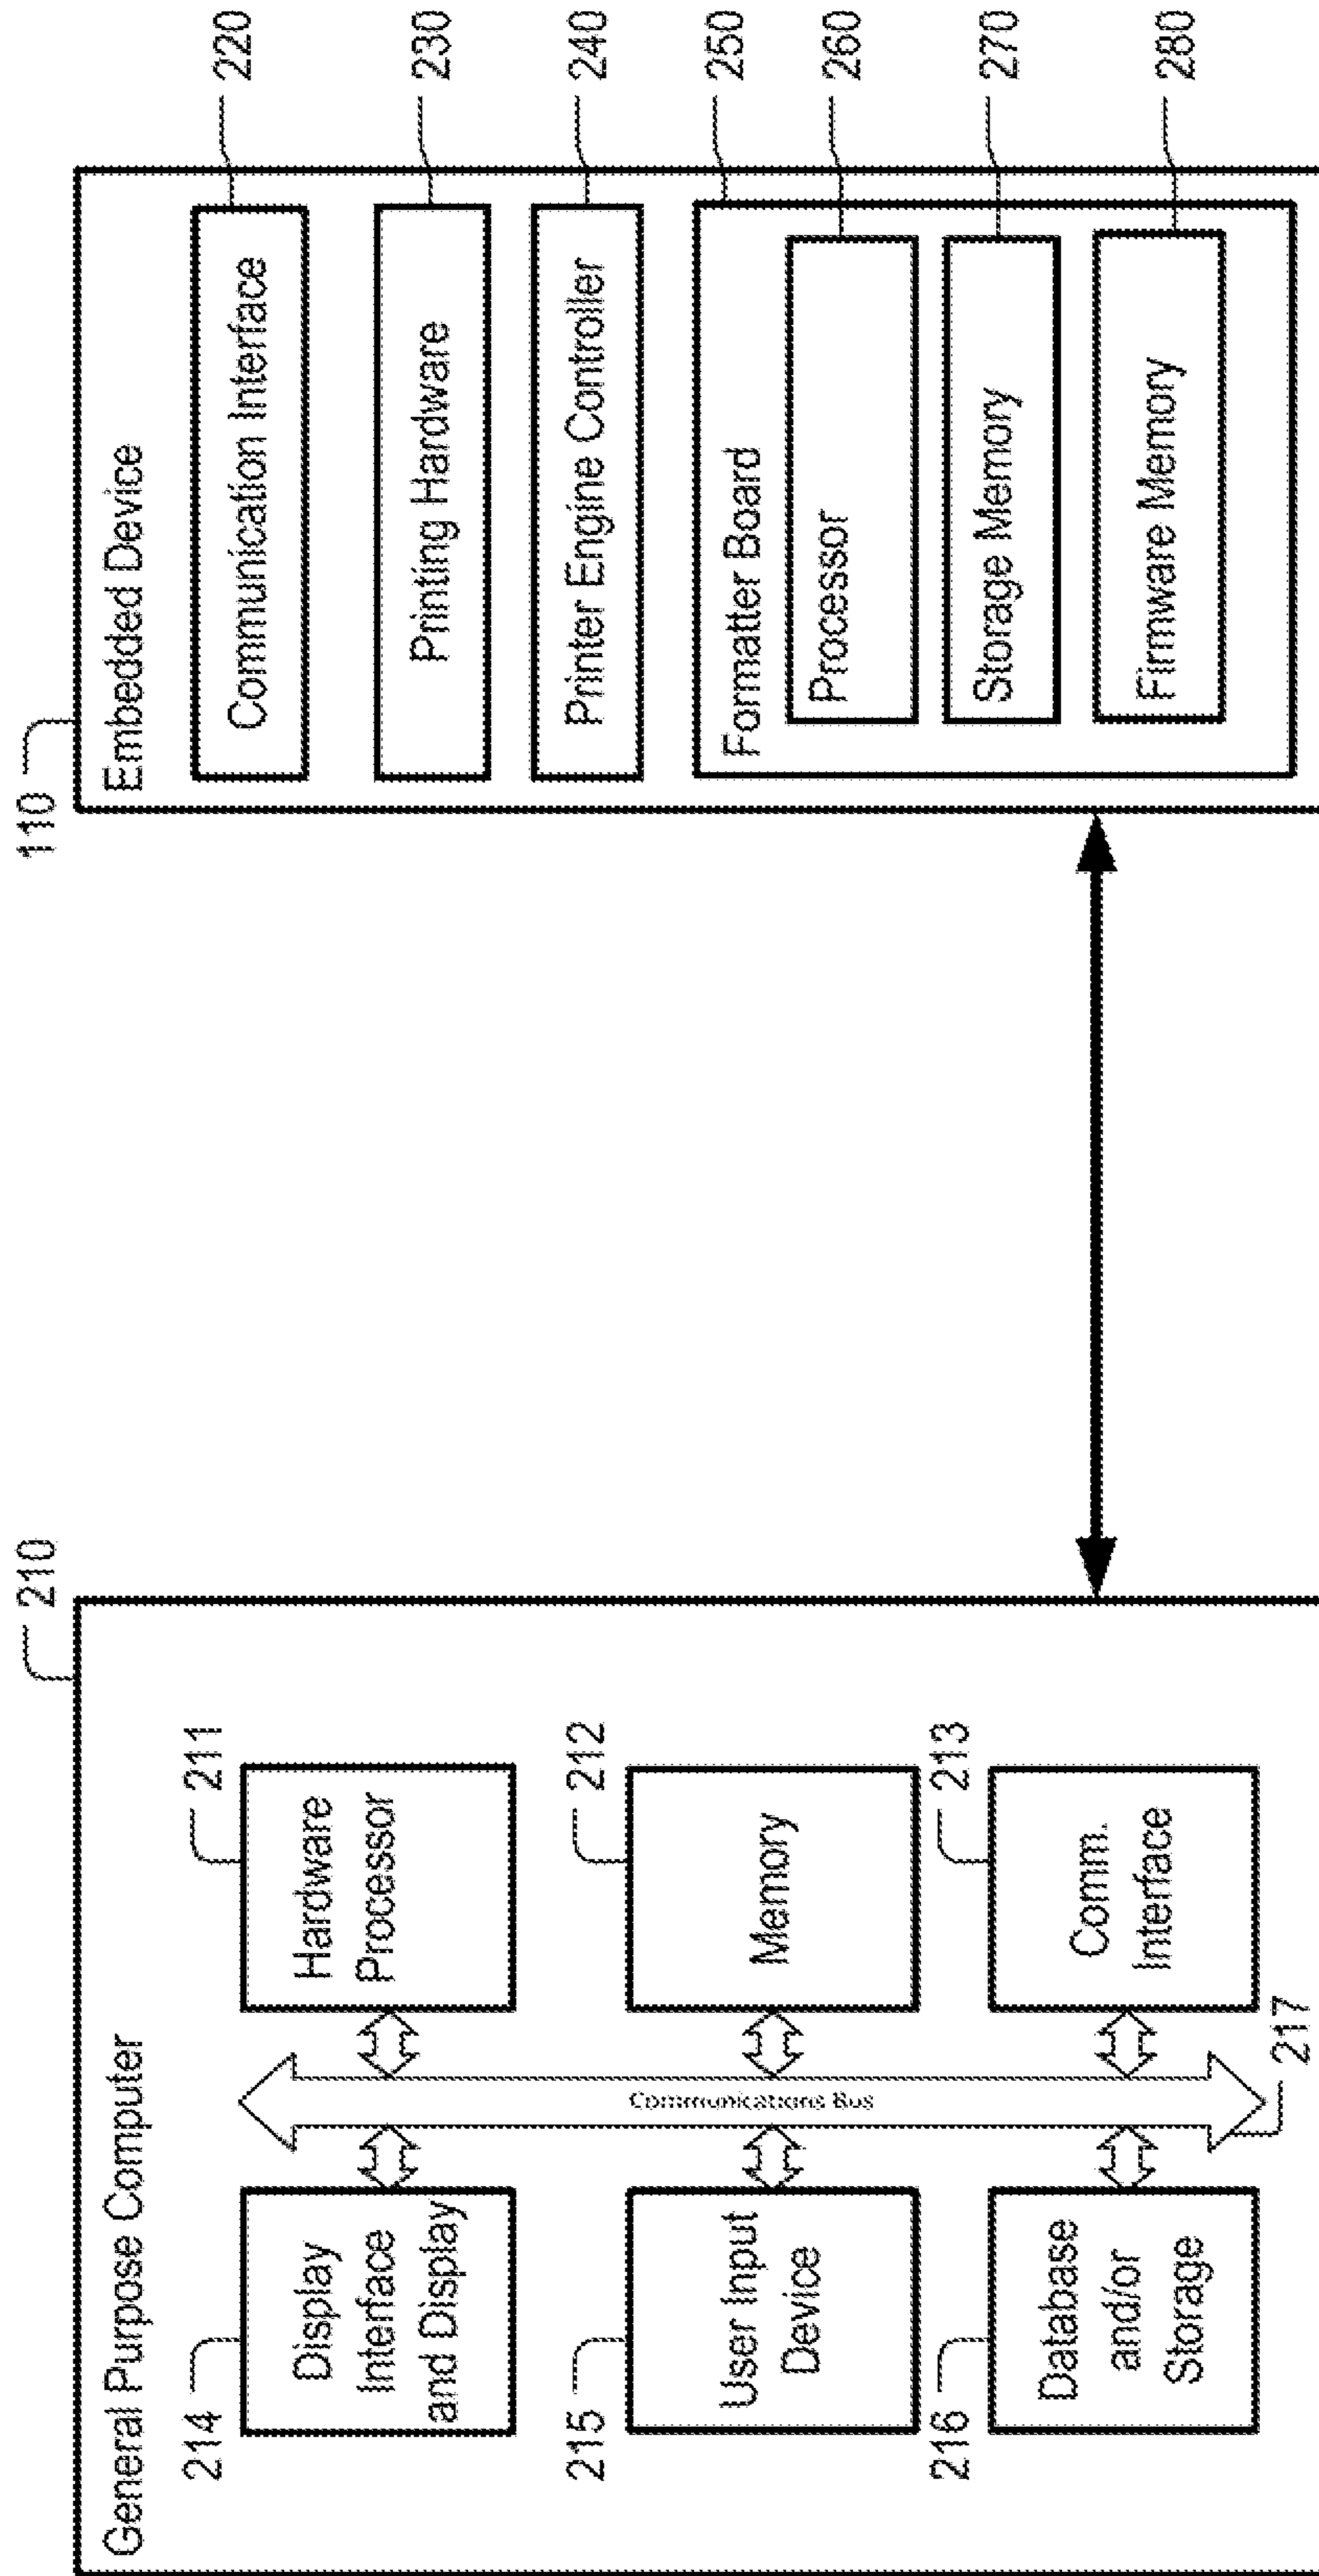 210
General Purpose Computer
214
Display
Interface
and Display
211
Hardware
Processor
215
User Input
Device
Communications Bus
212
Memory
216
Database
and/or
Storage
213
Comm.
Interface
217
110
Embedded Device
Communication Interface
220
Printing Hardware
230
Printer Engine Controller
240
Formatter Board
250
Processor
260
Storage Memory
270
Firmware Memory
280